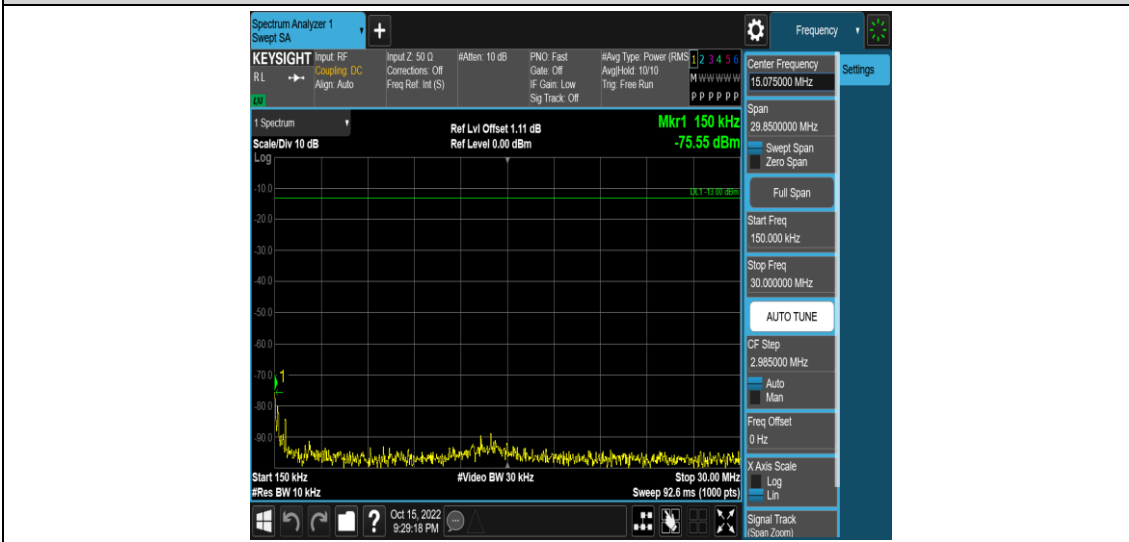 Spectrum Analyzer 1
Swept SA
+
Frequency
KEYSIGHT
R L
LXI
Input: RF
Coupling: DC
Align: Auto
Input Z: 50 Ω
Corrections: Off
Freq Ref: Int (S)
#Atten: 10 dB
PNO: Fast
Gate: Off
IF Gain: Low
Sig Track: Off
#Avg Type: Power (RMS
Avg|Hold: 10/10
Trig: Free Run
1 2 3 4 5 6
M W W W W W
P P P P P P
1 Spectrum
Scale/Div 10 dB
Log
Ref Lvl Offset 1.11 dB
Ref Level 0.00 dBm
Mkr1 150 kHz
-75.55 dBm
DL1 -13.00 dBm
-10.0
-20.0
-30.0
-40.0
-50.0
-60.0
-70.0
1
-80.0
-90.0
Start 150 kHz
#Video BW 30 kHz
Stop 30.00 MHz
#Res BW 10 kHz
Sweep 92.6 ms (1000 pts)
Center Frequency
15.075000 MHz
Settings
Span
29.8500000 MHz
Swept Span
Zero Span
Full Span
Start Freq
150.000 kHz
Stop Freq
30.000000 MHz
AUTO TUNE
CF Step
2.985000 MHz
Auto
Man
Freq Offset
0 Hz
X Axis Scale
Log
Lin
Signal Track
(Span Zoom)
?
Oct 15, 2022
9:29:18 PM